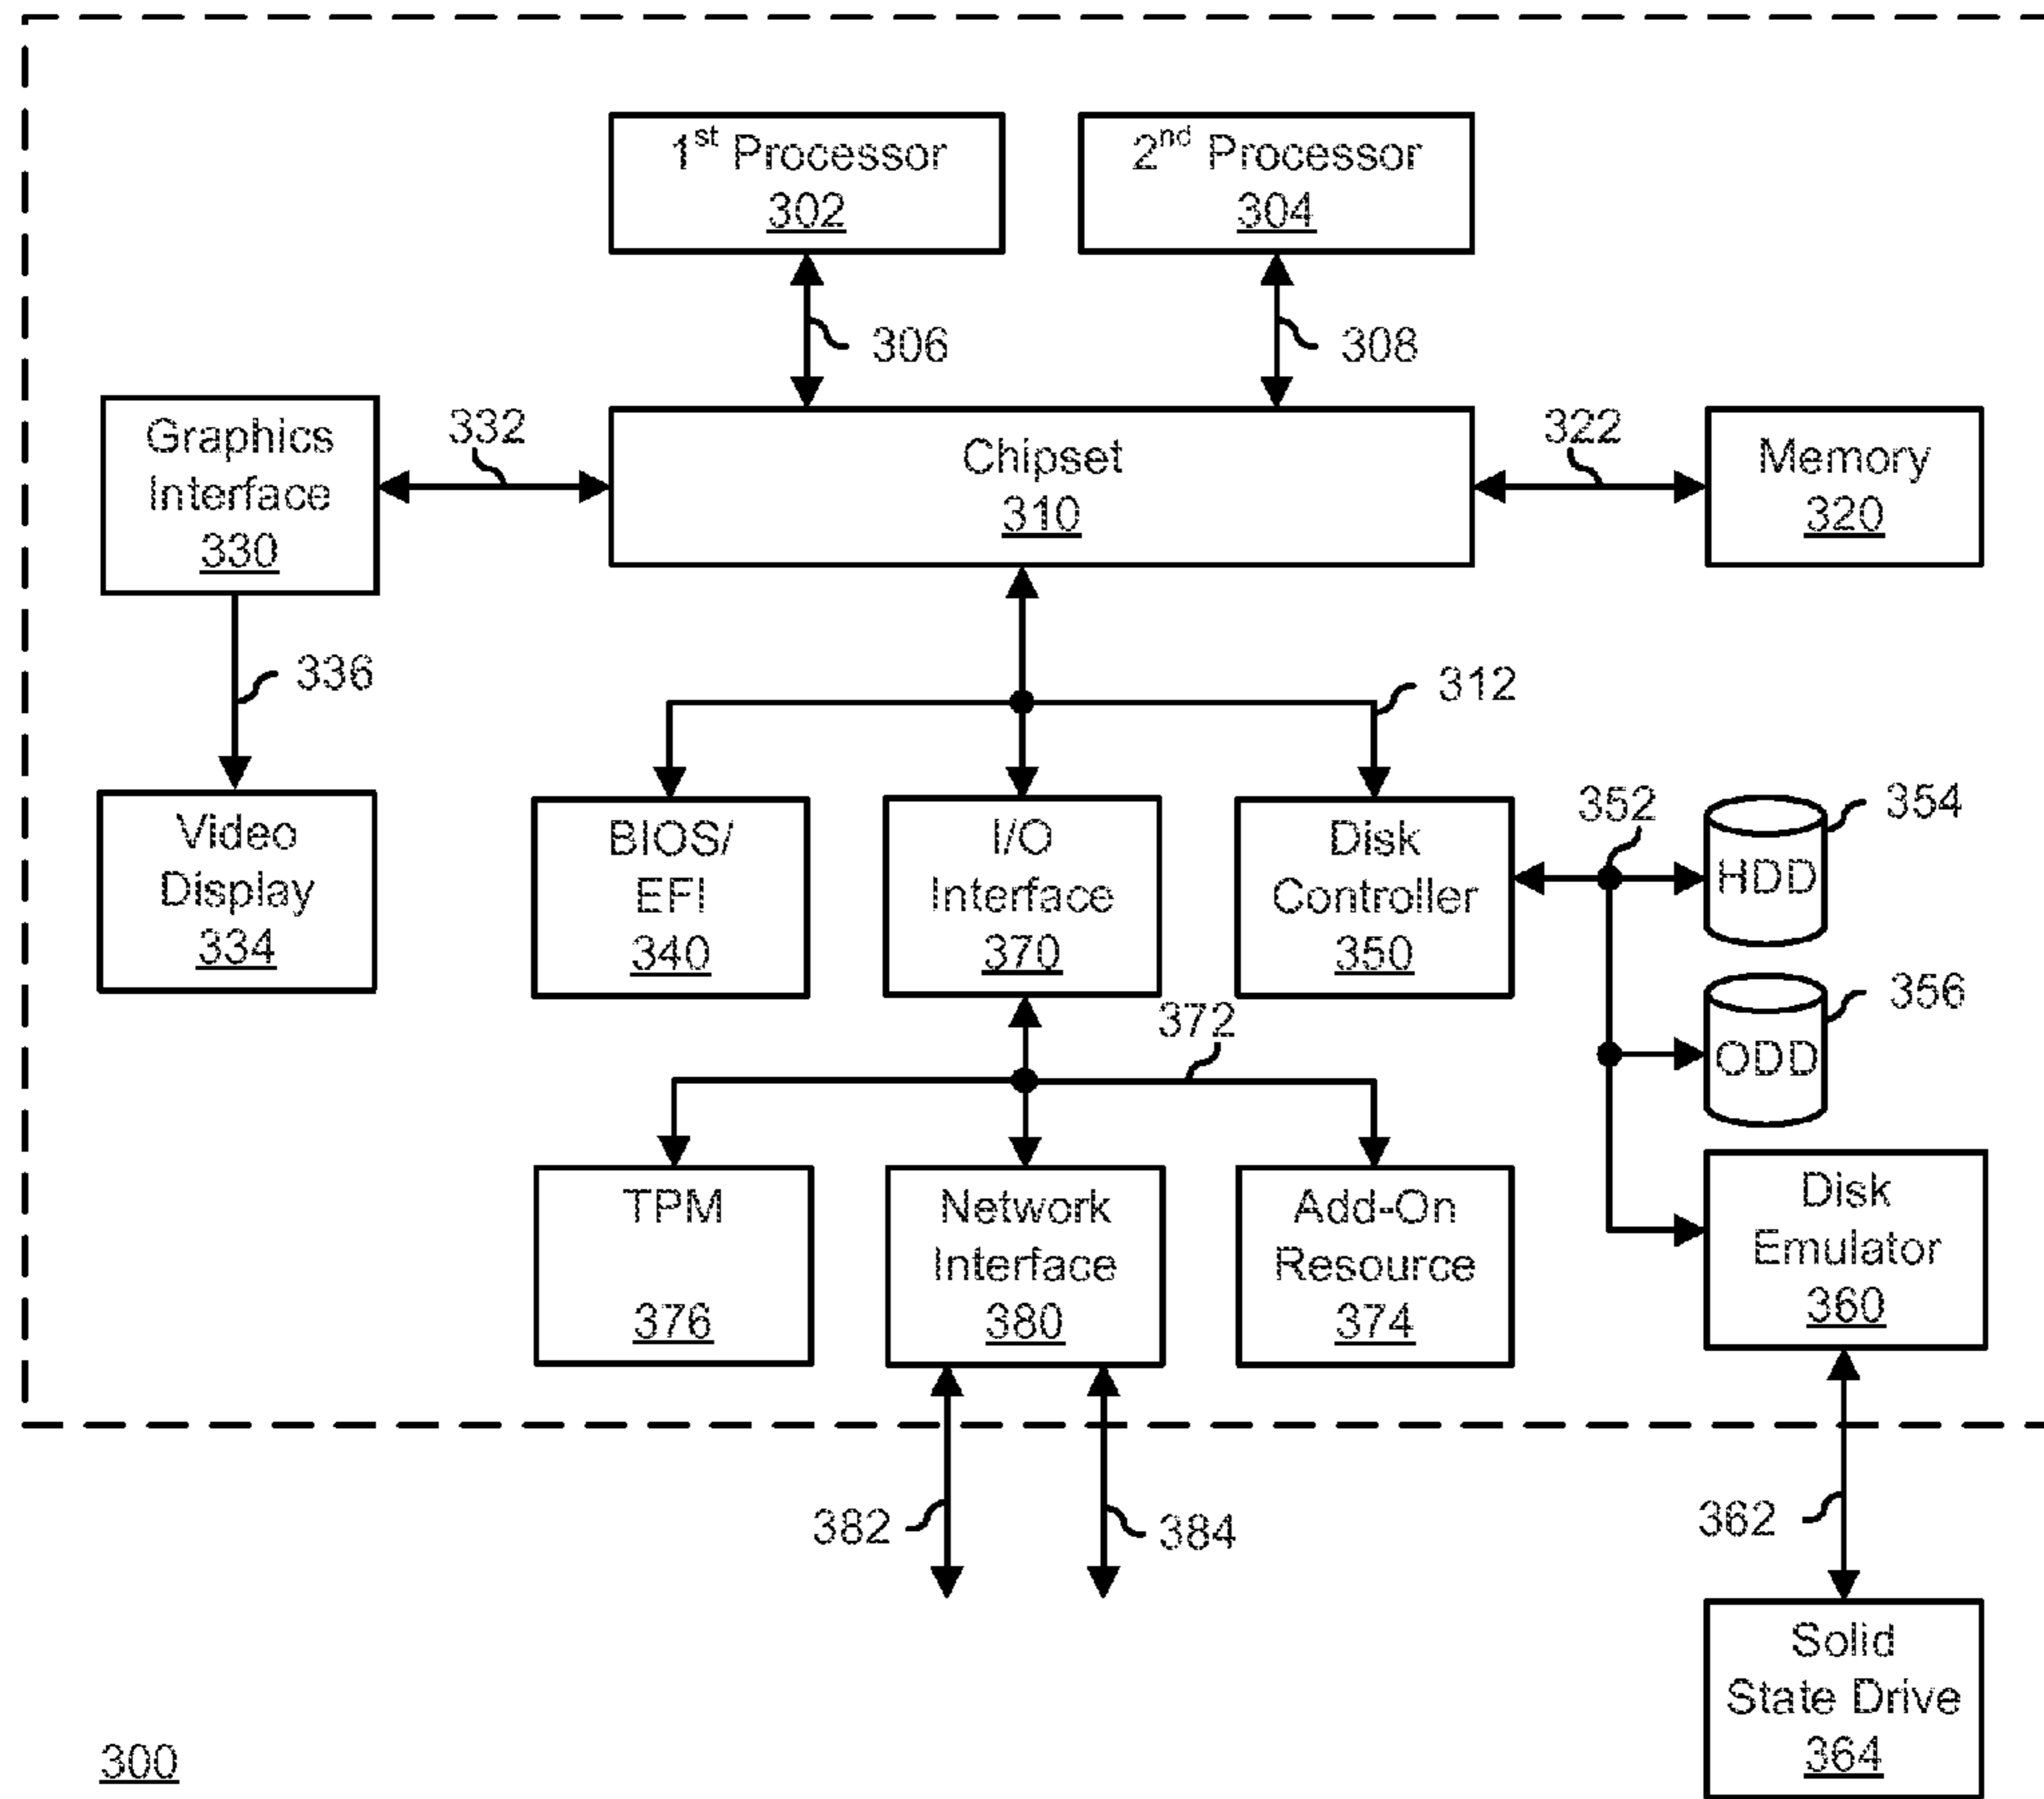 1st Processor
302
2nd Processor
304
306
308
Graphics
Interface
330
332
Chipset
310
322
Memory
320
336
312
Video
Display
334
BIOS/
EFI
340
I/O
Interface
370
Disk
Controller
350
352
HDD
354
ODD
356
372
TPM
376
Network
Interface
380
Add-On
Resource
374
Disk
Emulator
360
382
384
362
Solid
State Drive
364
300